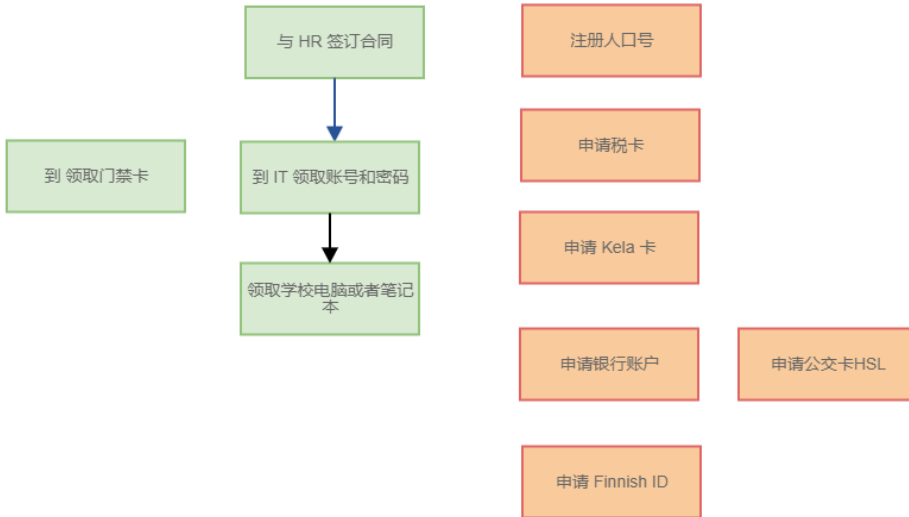 与 HR 签订合同
注册人口号
申请税卡
到 领取门禁卡
到 IT 领取账号和密码
申请 Kela 卡
领取学校电脑或者笔记
本
申请银行账户
申请公交卡HSL
申请 Finnish ID